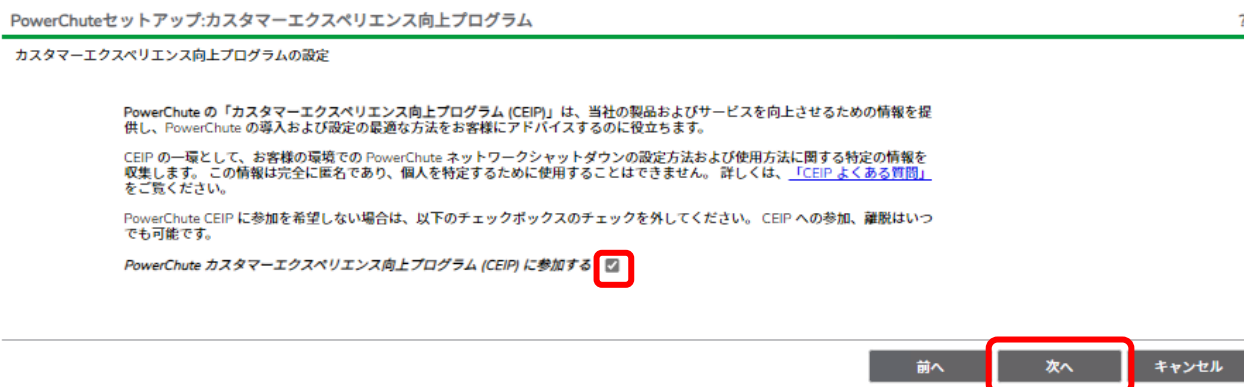 PowerChuteセットアップ:カスタマーエクスペリエンス向上プログラム
?
カスタマーエクスペリエンス向上プログラムの設定
PowerChute の「カスタマーエクスペリエンス向上プログラム (CEIP)」は、当社の製品およびサービスを向上させるための情報を提
供し、PowerChute の導入および設定の最適な方法をお客様にアドバイスするのに役立ちます。
CEIP の一環として、お客様の環境での PowerChute ネットワークシャットダウンの設定方法および使用方法に関する特定の情報を
収集します。 この情報は完全に匿名であり、個人を特定するために使用することはできません。 詳しくは、「CEIP よくある質問」
をご覧ください。
PowerChute CEIP に参加を希望しない場合は、以下のチェックボックスのチェックを外してください。 CEIP への参加、離脱はいつ
でも可能です。
PowerChute カスタマーエクスペリエンス向上プログラム (CEIP) に参加する
前へ 次へ キャンセル